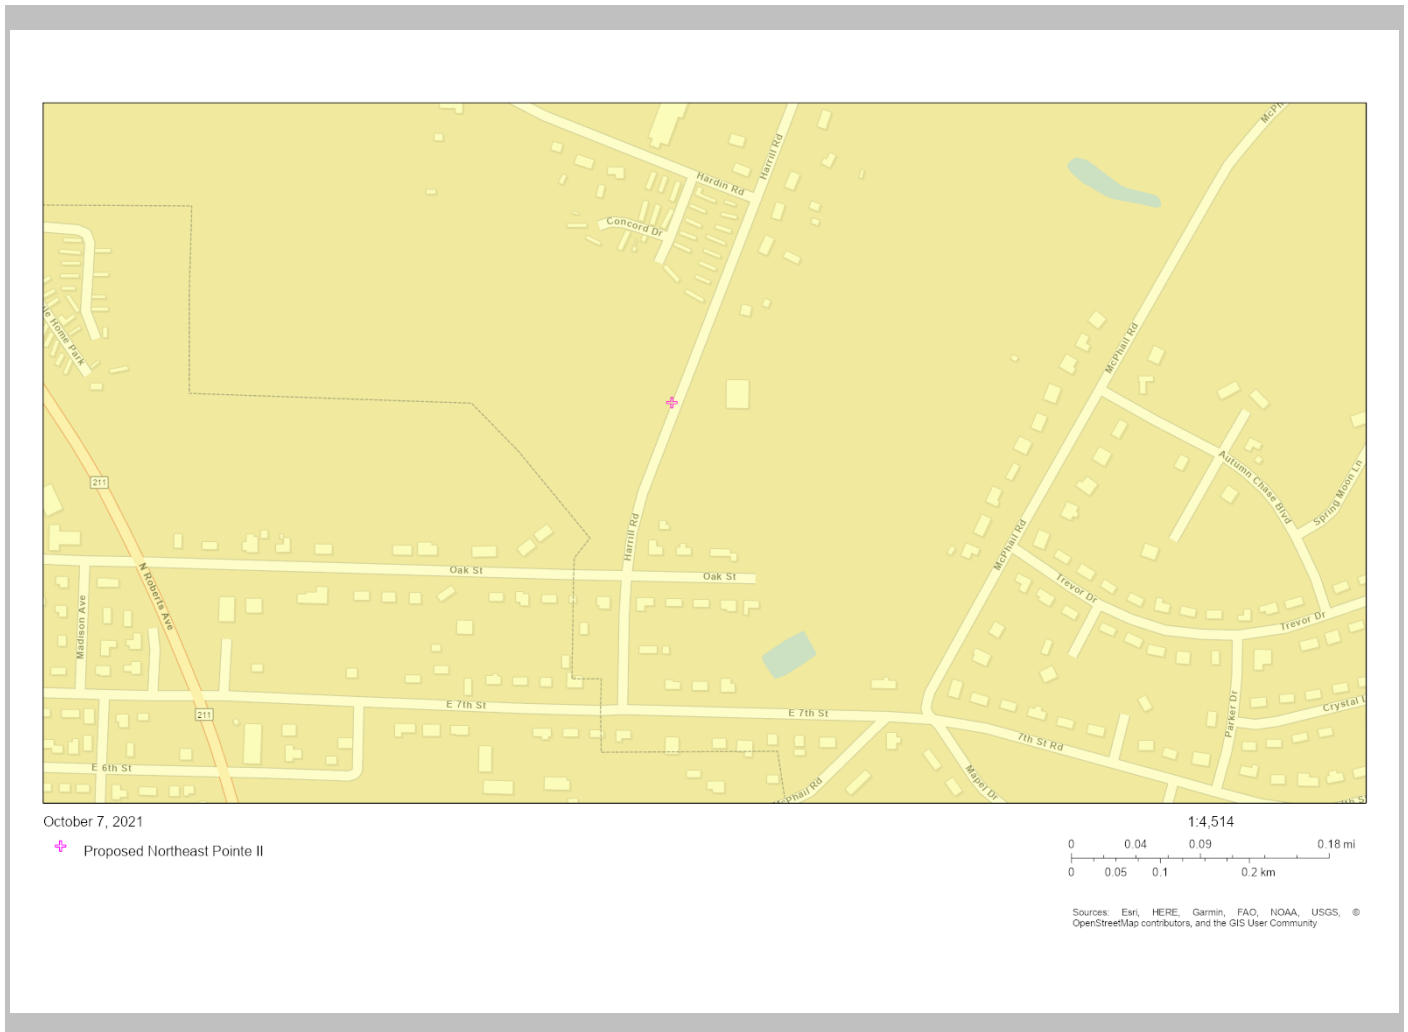 McPh
Harrill Rd
Hardin Rd
Concord Dr
ile Home Park
McPhail Rd
211
Autumn Chase Blvd
Spring Moon Ln
Harrill Rd
McPhail Rd
N Roberts Ave
Oak St
Oak St
Trevor Dr
Madison Ave
Trevor Dr
E 7th St
E 7th St
Parker Dr
Crystal L
211
7th St Rd
E 6th St
McPhail Rd
Mapel Dr
7th S
October 7, 2021
Proposed Northeast Pointe II
1:4,514
0 0.04 0.09 0.18 mi
0 0.05 0.1 0.2 km
Sources: Esri, HERE, Garmin, FAO, NOAA, USGS, ©
OpenStreetMap contributors, and the GIS User Community